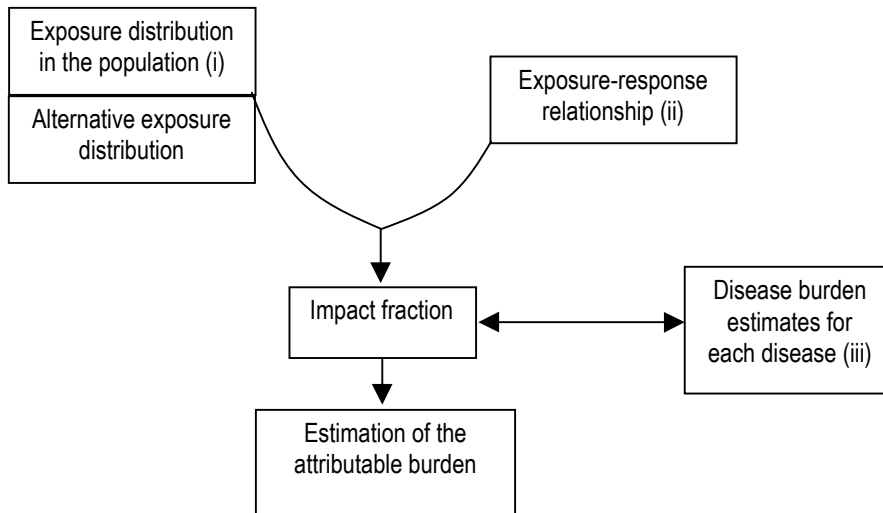 Exposure distribution
in the population (i)
Alternative exposure
distribution
Exposure-response
relationship (ii)
Impact fraction
Disease burden
estimates for
each disease (iii)
Estimation of the
attributable burden